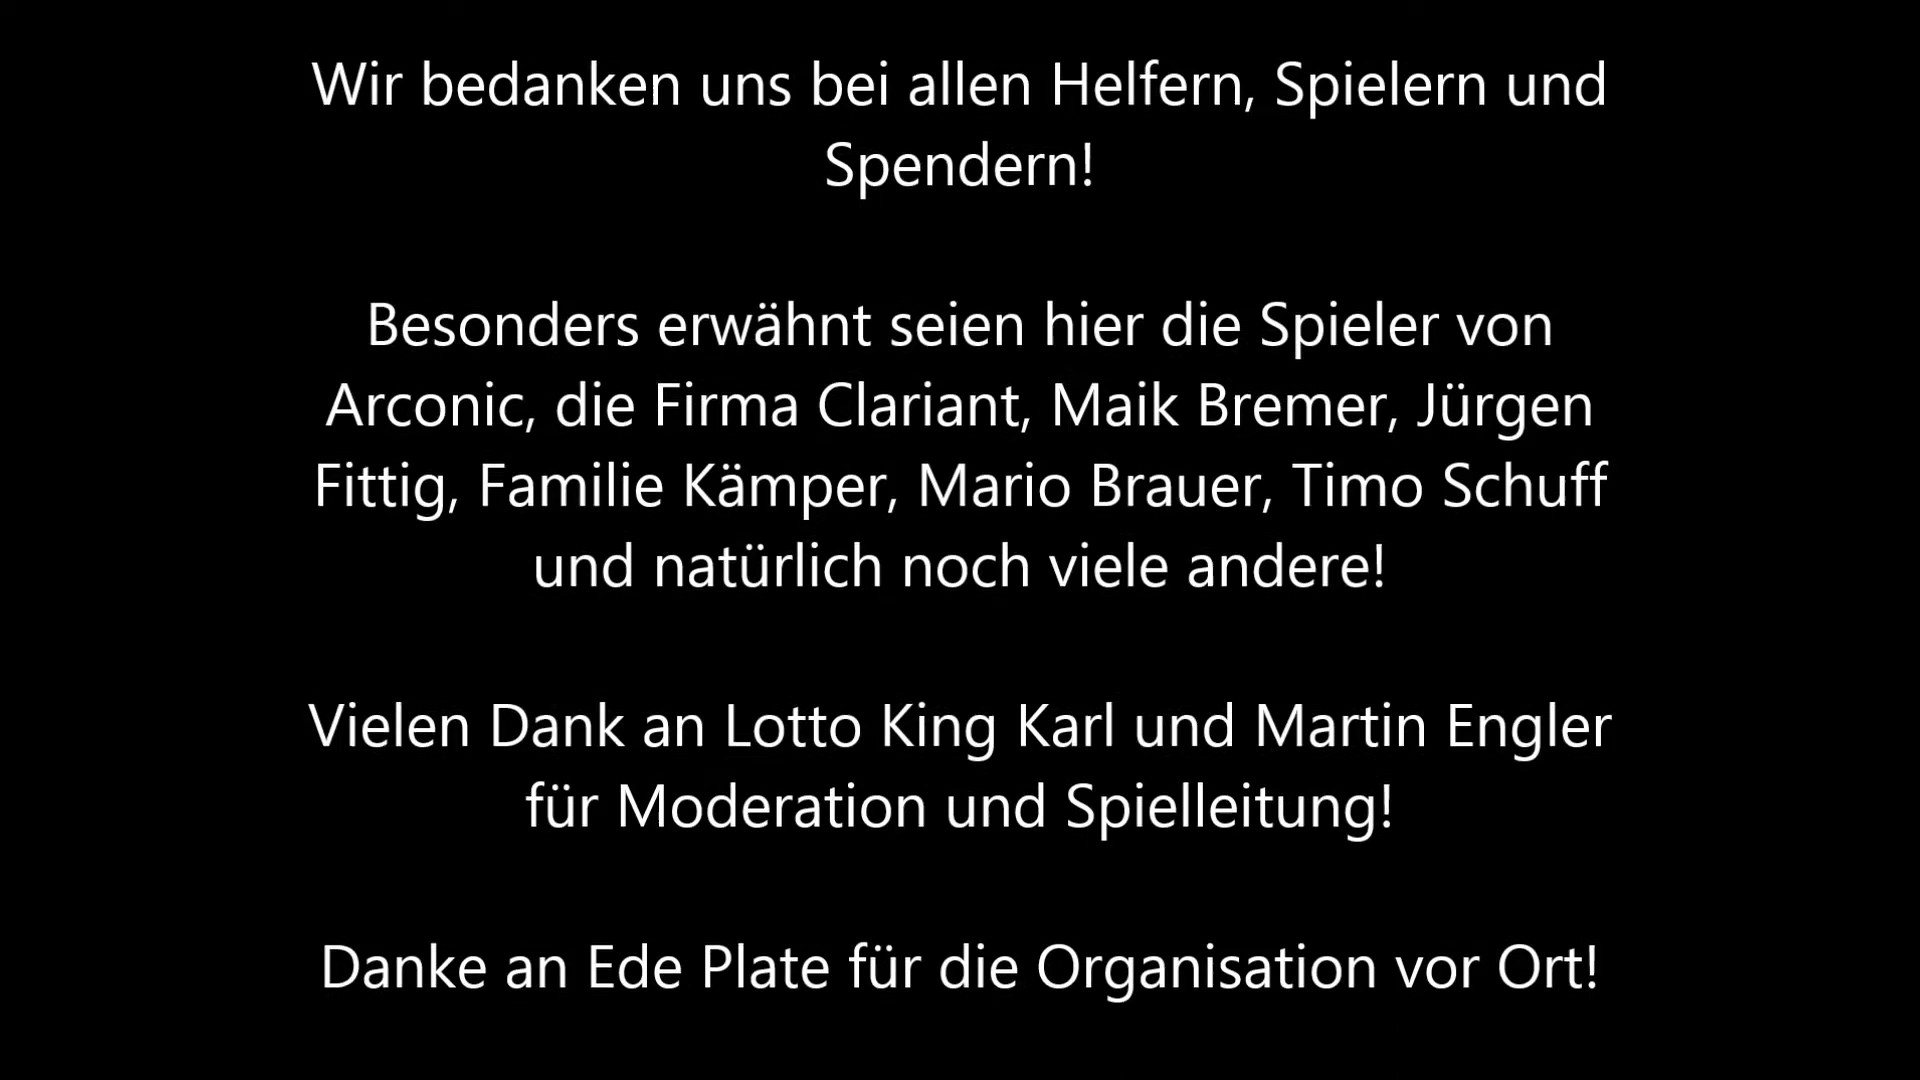 Wir bedanken uns bei allen Helfern, Spielern und
Spendern!
Besonders erwähnt seien hier die Spieler von
Arconic, die Firma Clariant, Maik Bremer, Jürgen
Fittig, Familie Kämper, Mario Brauer, Timo Schuff
und natürlich noch viele andere!
Vielen Dank an Lotto King Karl und Martin Engler
für Moderation und Spielleitung!
Danke an Ede Plate für die Organisation vor Ort!